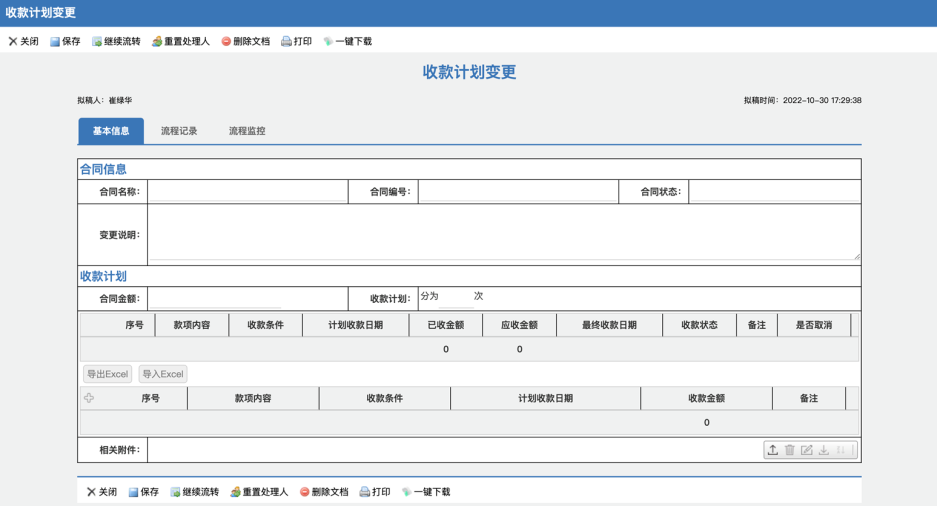 收款计划变更
关闭 保存 继续流转 重置处理人 删除文档 打印 一键下载
收款计划变更
拟稿人：崔绿华 拟稿时间：2022-10-30 17:29:38
基本信息 流程记录 流程监控
合同信息
合同名称： 合同编号： 合同状态：
变更说明：
收款计划
合同金额： 收款计划： 分为 次
序号 款项内容 收款条件 计划收款日期 已收金额 应收金额 最终收款日期 收款状态 备注 是否取消
0 0
导出Excel 导入Excel
序号 款项内容 收款条件 计划收款日期 收款金额 备注
0
相关附件：
关闭 保存 继续流转 重置处理人 删除文档 打印 一键下载